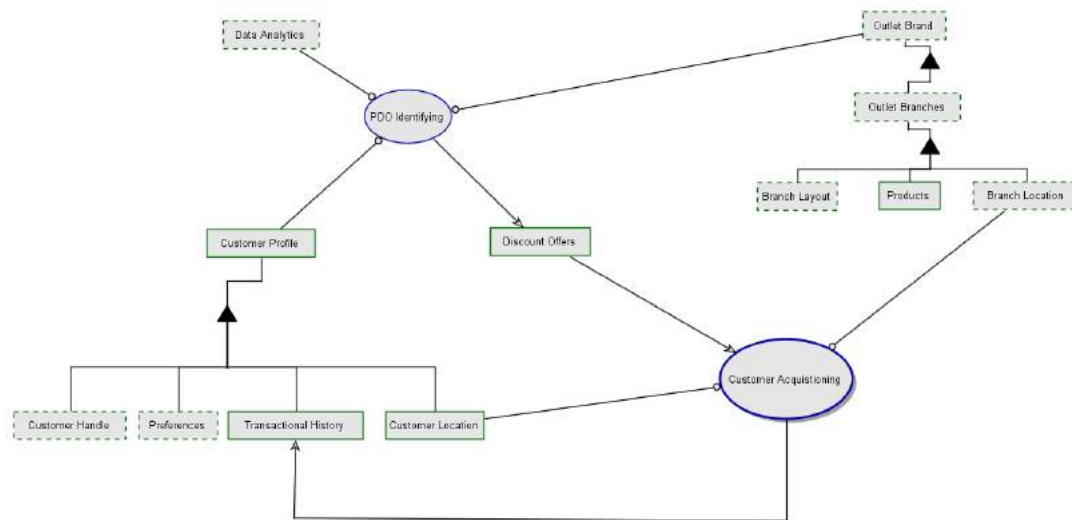 Data Analytics
Outlet Brand
PDO Identifying
Outlet Branches
Branch Layout
Products
Branch Location
Customer Profile
Discount Offers
Customer Acquistioning
Customer Handle
Preferences
Transactional History
Customer Location